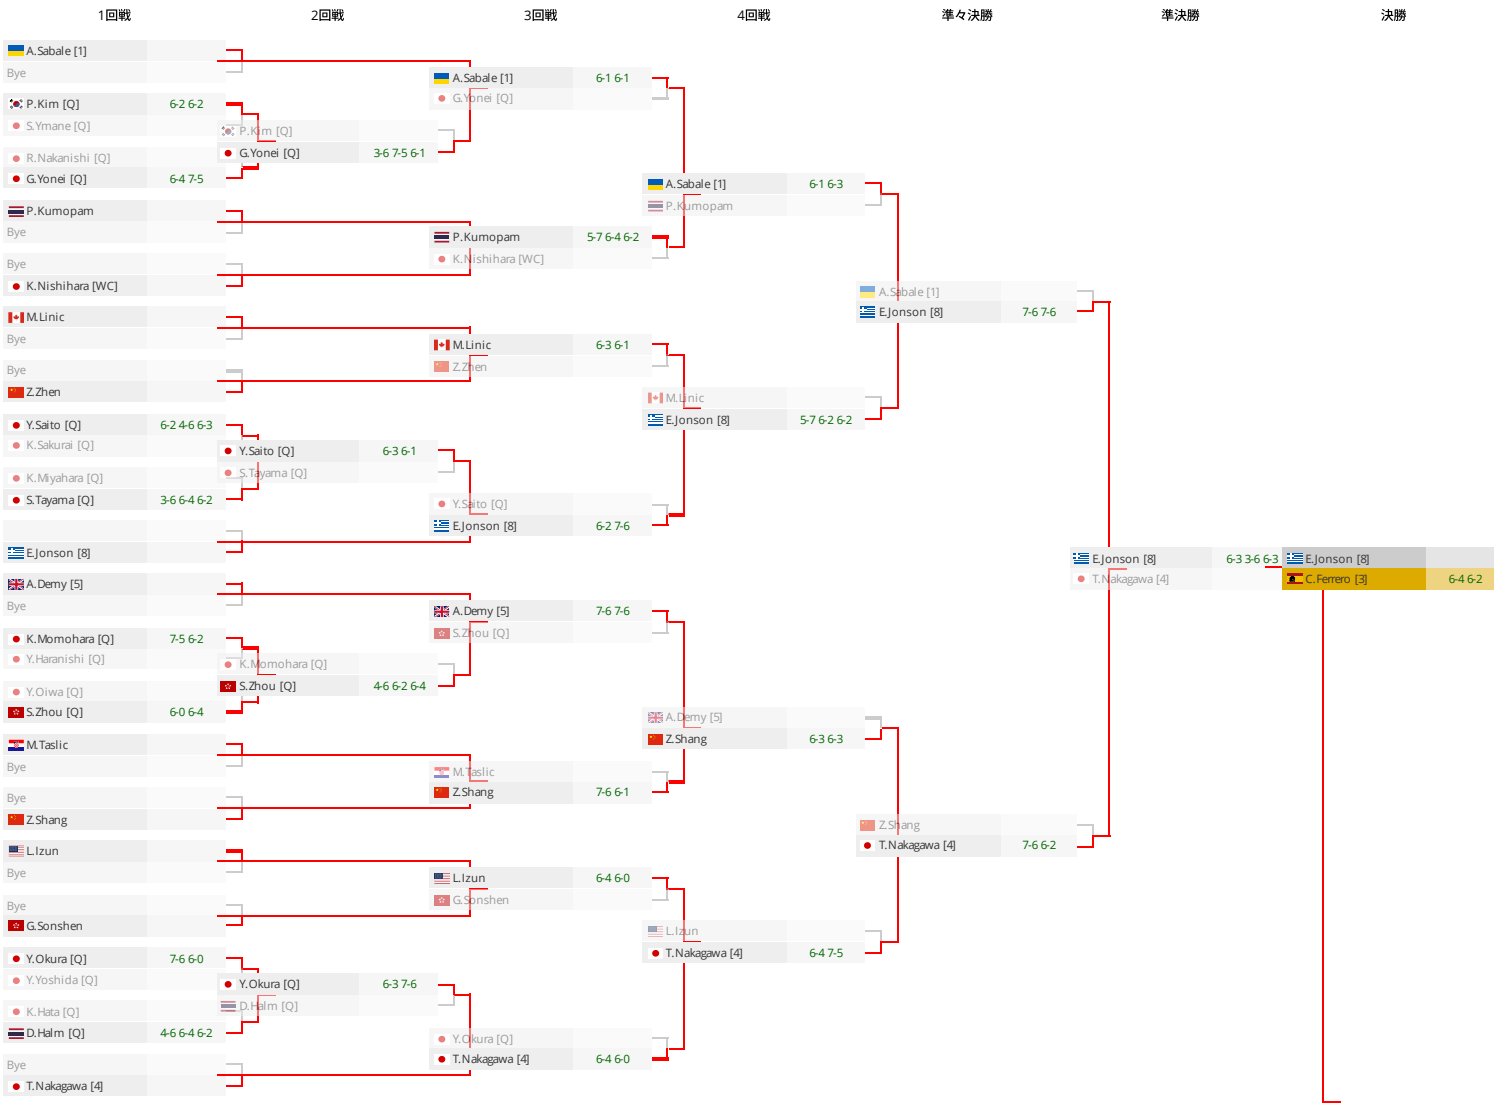 1回戦 2回戦 3回戦 4回戦 準々決勝 準決勝 決勝
A.Sabale [1]
Bye
P.Kim [Q] 6-2 6-2
S.Ymane [Q]
R.Nakanishi [Q]
G.Yonei [Q] 6-4 7-5
P.Kumopam
Bye
Bye
K.Nishihara [WC]
M.Linic
Bye
Bye
Z.Zhen
Y.Saito [Q] 6-2 4-6 6-3
K.Sakurai [Q]
K.Miyahara [Q]
S.Tayama [Q] 3-6 6-4 6-2
E.Jonson [8]
A.Demy [5]
Bye
K.Momohara [Q] 7-5 6-2
Y.Haranishi [Q]
Y.Oiwa [Q]
S.Zhou [Q] 6-0 6-4
M.Taslic
Bye
Bye
Z.Shang
L.Izun
Bye
Bye
G.Sonshen
Y.Okura [Q] 7-6 6-0
Y.Yoshida [Q]
K.Hata [Q]
D.Halm [Q] 4-6 6-4 6-2
Bye
T.Nakagawa [4]
P.Kim [Q]
G.Yonei [Q] 3-6 7-5 6-1
Y.Saito [Q] 6-3 6-1
S.Tayama [Q]
K.Momohara [Q]
S.Zhou [Q] 4-6 6-2 6-4
Y.Okura [Q] 6-3 7-6
D.Halm [Q]
A.Sabale [1] 6-1 6-1
G.Yonei [Q]
P.Kumopam 5-7 6-4 6-2
K.Nishihara [WC]
M.Linic 6-3 6-1
Z.Zhen
Y.Saito [Q]
E.Jonson [8] 6-2 7-6
A.Demy [5] 7-6 7-6
S.Zhou [Q]
M.Taslic
Z.Shang 7-6 6-1
L.Izun 6-4 6-0
G.Sonshen
Y.Okura [Q]
T.Nakagawa [4] 6-4 6-0
A.Sabale [1] 6-1 6-3
P.Kumopam
M.Linic
E.Jonson [8] 5-7 6-2 6-2
A.Demy [5]
Z.Shang 6-3 6-3
L.Izun
T.Nakagawa [4] 6-4 7-5
A.Sabale [1]
E.Jonson [8] 7-6 7-6
Z.Shang
T.Nakagawa [4] 7-6 6-2
E.Jonson [8] 6-3 3-6 6-3
T.Nakagawa [4]
E.Jonson [8]
C.Ferrero [3] 6-4 6-2